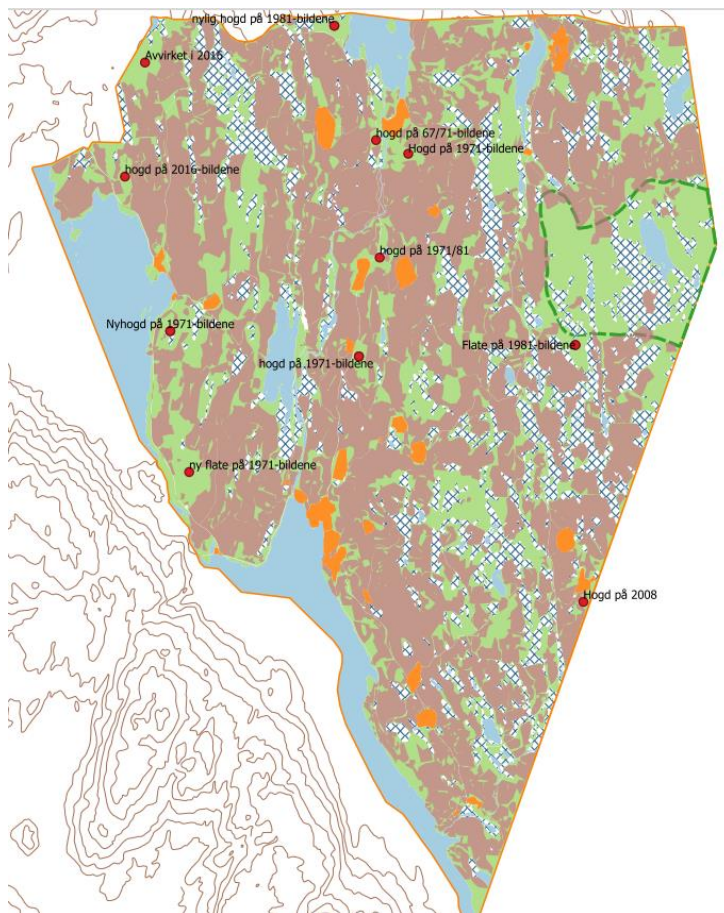 nylig hogd på 1981-bildene
Avvirket i 2016
hogd på 67/71-bildene
Hogd på 1971-bildene
hogd på 2016-bildene
hogd på 1971/81
Nyhogd på 1971-bildene
Flate på 1981-bildene
hogd på 1971-bildene
ny flate på 1971-bildene
Hogd på 2008